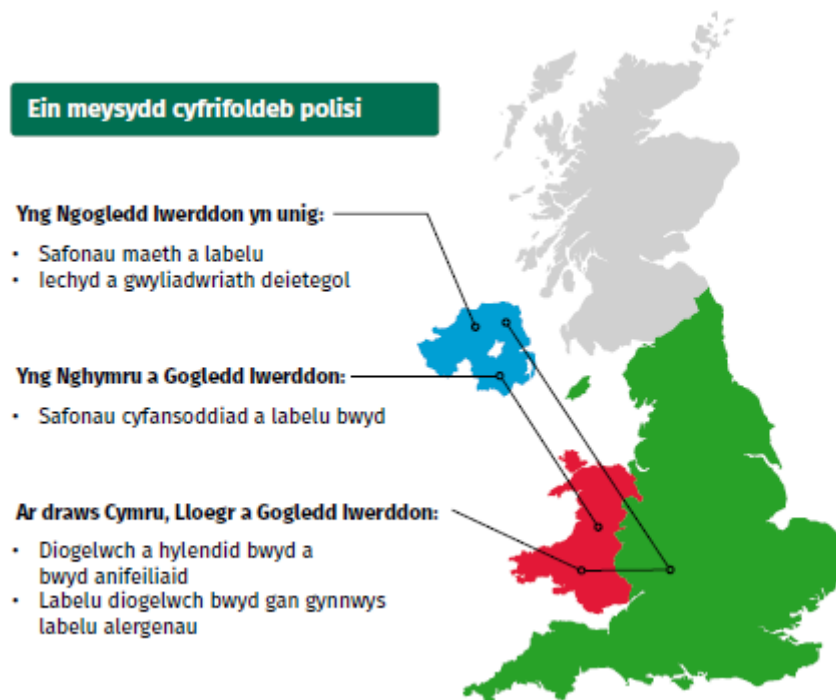 Ein meysydd cyfrifoldeb polisi
Yng Ngogledd Iwerddon yn unig:
• Safonau maeth a labelu
• Iechyd a gwyliadwriath deietegol
Yng Nghymru a Gogledd Iwerddon:
• Safonau cyfansoddiad a labelu bwyd
Ar draws Cymru, Lloegr a Gogledd Iwerddon:
• Diogelwch a hylendid bwyd a
bwyd anifeiliaid
• Labelu diogelwch bwyd gan gynnwys
labelu alergenau